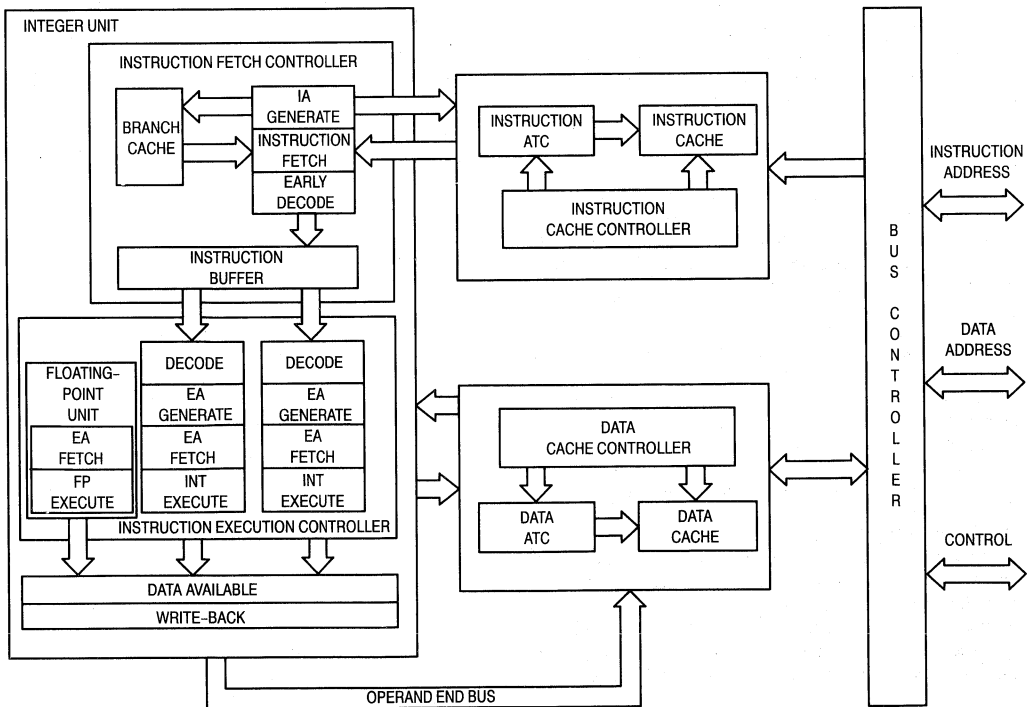 INTEGER UNIT
INSTRUCTION FETCH CONTROLLER
BRANCH
CACHE
IA
GENERATE
INSTRUCTION
FETCH
EARLY
DECODE
INSTRUCTION
BUFFER
INSTRUCTION
ATC
INSTRUCTION
CACHE
INSTRUCTION
CACHE CONTROLLER
FLOATING-
POINT
UNIT
EA
FETCH
FP
EXECUTE
DECODE
EA
GENERATE
EA
FETCH
INT EXECUTE
DECODE
EA
GENERATE
EA
FETCH
INT EXECUTE
INSTRUCTION EXECUTION CONTROLLER
DATA AVAILABLE
WRITE-BACK
DATA
CACHE CONTROLLER
DATA
ATC
DATA
CACHE
OPERAND END BUS
BUS CONTROLLER
INSTRUCTION
ADDRESS
DATA
ADDRESS
CONTROL